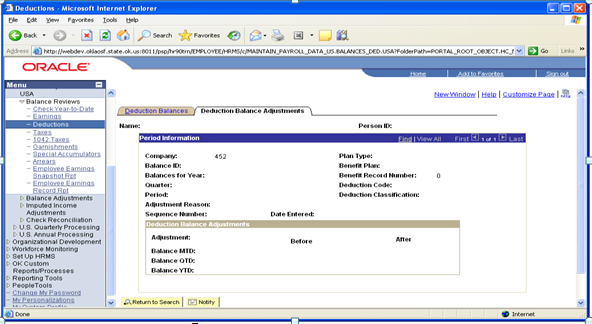 Deductions - Microsoft Internet Explorer
File Edit View Favorites Tools Help
Back Search Favorites
Address http://webdev.oklaosf.state.ok.us:8011/psp/hr90trn/EMPLOYEE/HRMS/c/MAINTAIN_PAYROLL_DATA_US.BALANCES_DED.USA?FolderPath=PORTAL_ROOT_OBJECT.HC_ Go Links »
ORACLE
Home Add to Favorites Sign out
Menu
USA
Balance Reviews
– Check Year-to-Date
– Earnings
– Deductions
– Taxes
– 1042 Taxes
– Garnishments
– Special Accumulators
– Arrears
– Employee Earnings
Snapshot Rpt
– Employee Earnings
Record Rpt
Balance Adjustments
Imputed Income
Adjustments
Check Reconciliation
U.S. Quarterly Processing
U.S. Annual Processing
Organizational Development
Workforce Monitoring
Set Up HRMS
OK Custom
Reports/Processes
Reporting Tools
PeopleTools
– Change My Password
– My Personalizations
New Window | Help | Customize Page |
Deduction Balances Deduction Balance Adjustments
Name: Person ID:
Period Information Find | View All First 1 of 1 Last
Company: 452 Plan Type:
Balance ID: Benefit Plan:
Balances for Year: Benefit Record Number: 0
Quarter: Deduction Code:
Period: Deduction Classification:
Adjustment Reason:
Sequence Number: Date Entered:
Deduction Balance Adjustments
Adjustment: Before After
Balance MTD:
Balance QTD:
Balance YTD:
Return to Search Notify
Done Internet